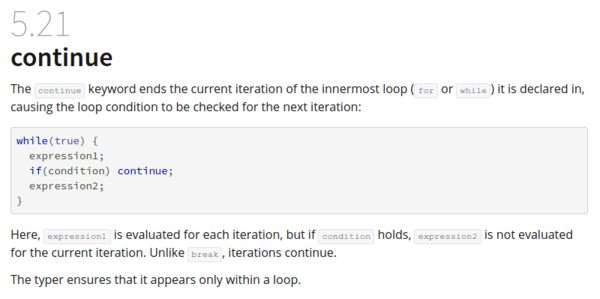 5.21
continue
The continue keyword ends the current iteration of the innermost loop ( for or while ) it is declared in,
causing the loop condition to be checked for the next iteration:
while(true) {
  expression1;
  if(condition) continue;
  expression2;
}
Here, expression1 is evaluated for each iteration, but if condition holds, expression2 is not evaluated
for the current iteration. Unlike break , iterations continue.
The typer ensures that it appears only within a loop.